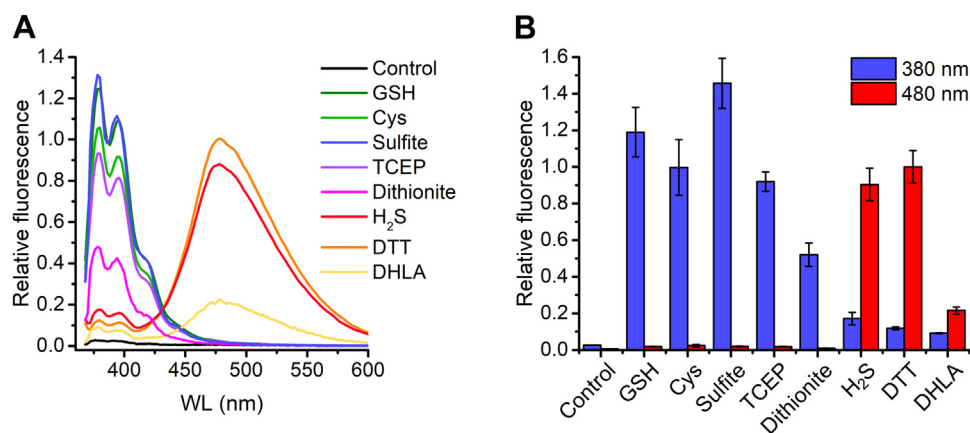 A
Relative fluorescence
1.4
1.2
1.0
0.8
0.6
0.4
0.2
0.0
400
450
500
550
600
WL (nm)
Control
GSH
Cys
Sulfite
TCEP
Dithionite
H₂S
DTT
DHLA
B
Relative fluorescence
1.6
1.4
1.2
1.0
0.8
0.6
0.4
0.2
0.0
380 nm
480 nm
Control
GSH
Cys
Sulfite
TCEP
Dithionite
H₂S
DTT
DHLA